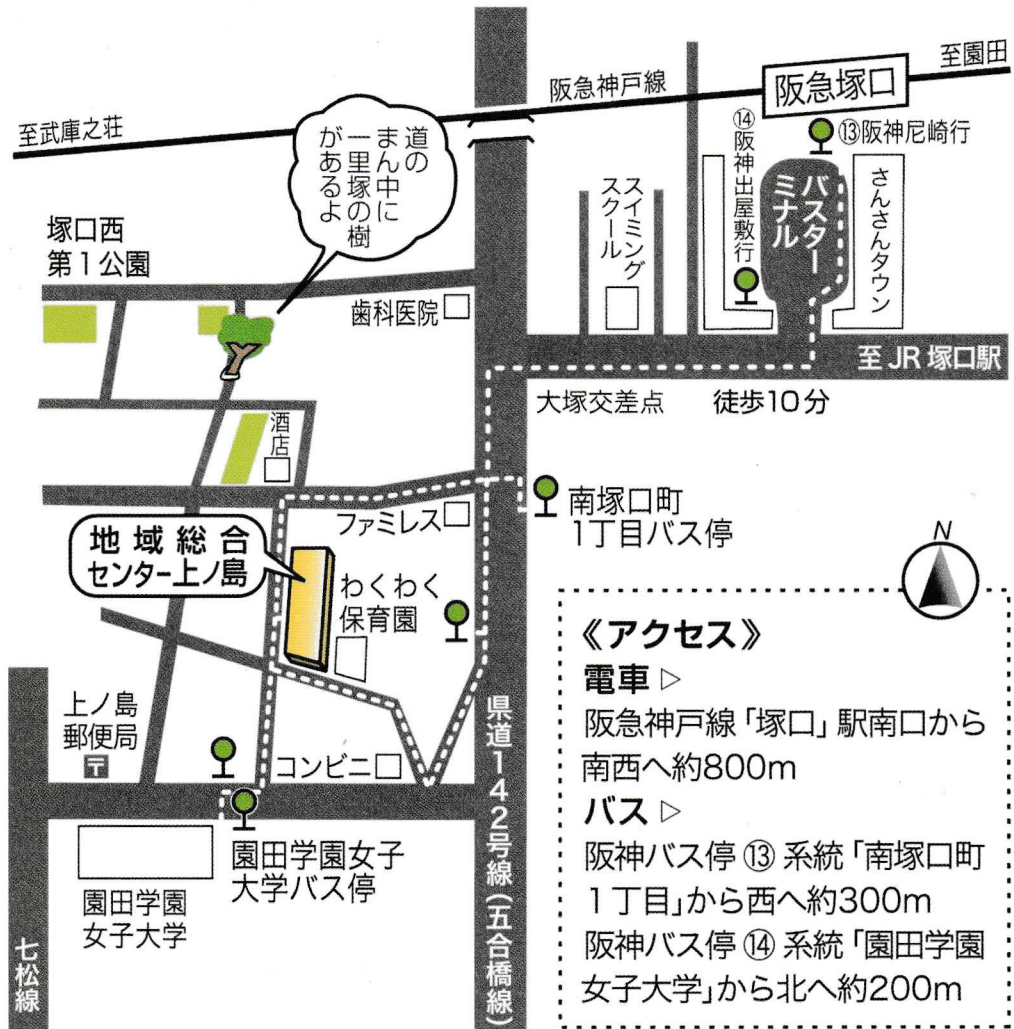 至園田
阪急塚口
阪急神戸線
至武庫之荘
⑬阪神尼崎行
⑭阪神出屋敷行
バスター
ミナル
さんさんタウン
スイミング
スクール
道の
まん中に
一里塚の樹
があるよ
塚口西
第1公園
歯科医院
至JR塚口駅
大塚交差点
徒歩10分
酒店
南塚口町
1丁目バス停
ファミレス
地域総合
センター上ノ島
わくわく
保育園
N
上ノ島
郵便局
〒
コンビニ
県道142号線(五合橋線)
園田学園女子
大学バス停
園田学園
女子大学
七松線
《アクセス》
電車 ▷
阪急神戸線「塚口」駅南口から
南西へ約800m
バス ▷
阪神バス停 ⑬ 系統「南塚口町
1丁目」から西へ約300m
阪神バス停 ⑭ 系統「園田学園
女子大学」から北へ約200m